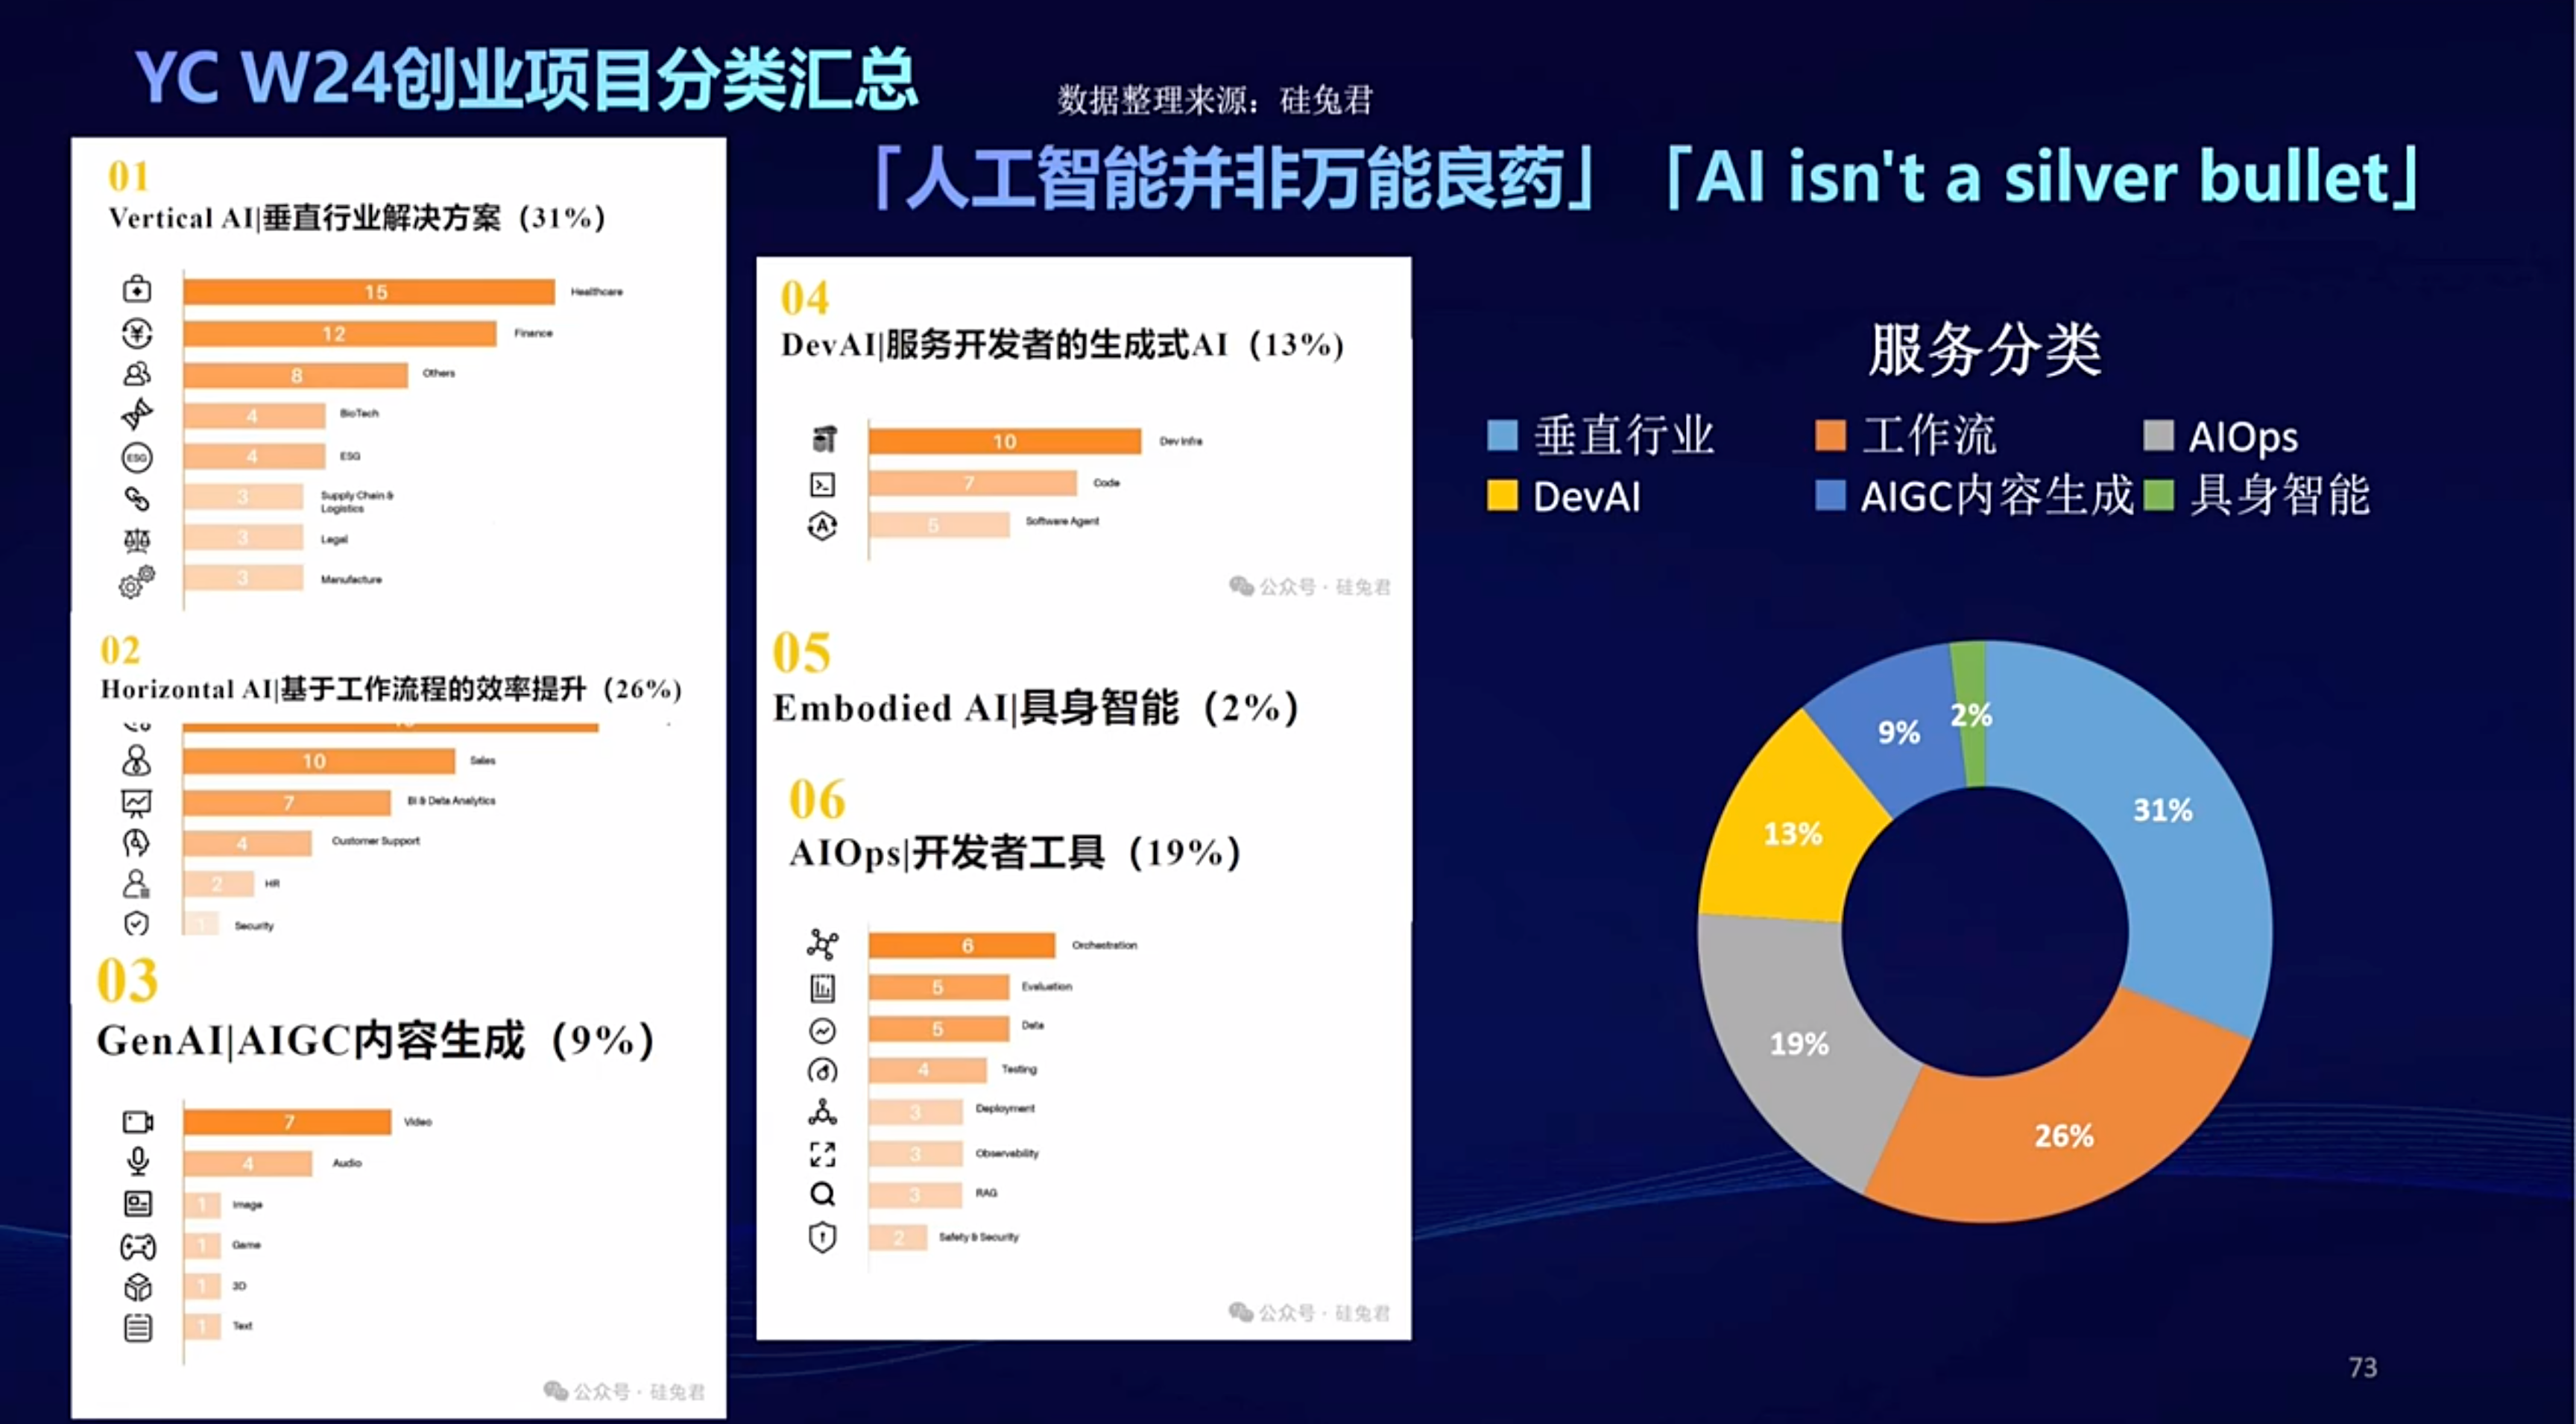 YC W24创业项目分类汇总
数据整理来源：硅兔君
「人工智能并非万能良药」「AI isn't a silver bullet」
01
Vertical AI|垂直行业解决方案（31%）
15 Healthcare
12 Finance
8 Others
4 BioTech
ESG 4 ESG
3 Supply Chain &
Logistics
3 Legal
3 Manufacture
02
Horizontal AI|基于工作流程的效率提升（26%）
10 Sales
7 BI & Data Analytics
4 Customer Support
2 HR
1 Security
03
GenAI|AIGC内容生成（9%）
7 Video
4 Audio
1 Image
1 Game
1 3D
1 Text
公众号 · 硅兔君
04
DevAI|服务开发者的生成式AI（13%）
10 Dev Infra
7 Code
5 Software Agent
公众号 · 硅兔君
05
Embodied AI|具身智能（2%）
06
AIOps|开发者工具（19%）
6 Orchestration
5 Evaluation
5 Data
4 Testing
3 Deployment
3 Observability
3 RAG
2 Safety & Security
公众号 · 硅兔君
服务分类
垂直行业 工作流 AIOps
DevAI AIGC内容生成 具身智能
2%
9%
31%
13%
19%
26%
73